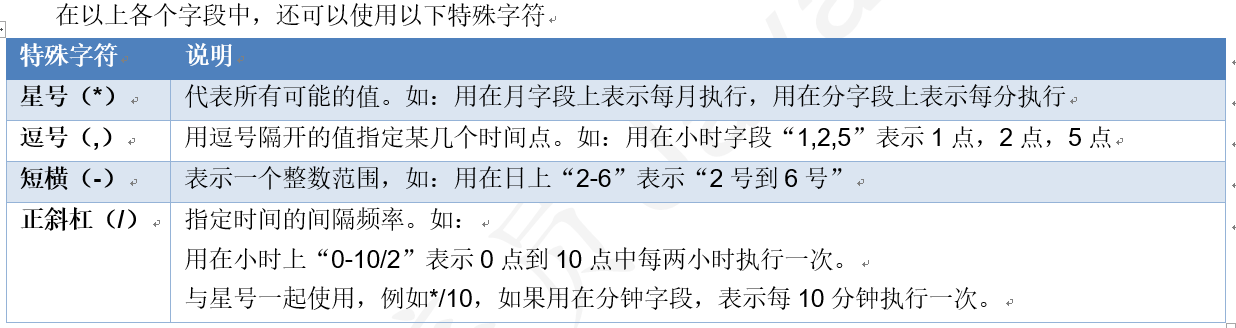 在以上各个字段中，还可以使用以下特殊字符
特殊字符 说明
星号（*） 代表所有可能的值。如：用在月字段上表示每月执行，用在分字段上表示每分执行
逗号（,） 用逗号隔开的值指定某几个时间点。如：用在小时字段“1,2,5”表示 1 点，2 点，5 点
短横（-） 表示一个整数范围，如：用在日上“2-6”表示“2 号到 6 号”
正斜杠（/） 指定时间的间隔频率。如：
用在小时上“0-10/2”表示 0 点到 10 点中每两小时执行一次。
与星号一起使用，例如*/10，如果用在分钟字段，表示每 10 分钟执行一次。